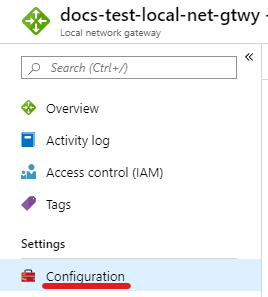 docs-test-local-net-gtwy -
Local network gateway
Search (Ctrl+/)
«
Overview
Activity log
Access control (IAM)
Tags
Settings
Configuration